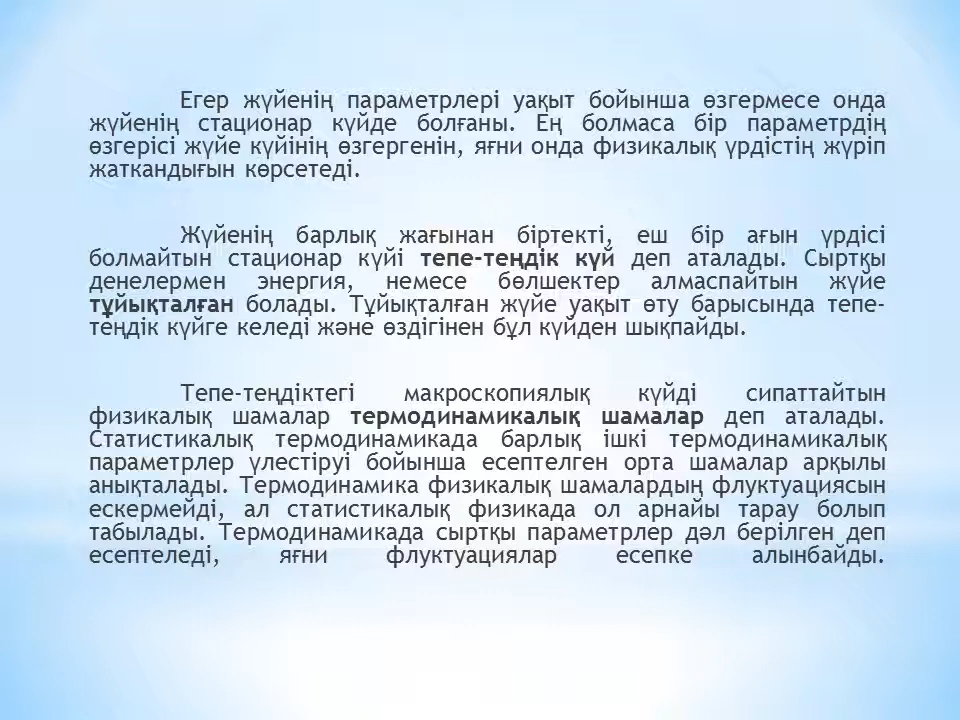 Егер жүйенің параметрлері уақыт бойынша өзгермесе онда
жүйенің стационар күйде болғаны. Ең болмаса бір параметрдің
өзгерісі жүйе күйінің өзгергенін, яғни онда физикалық үрдістің жүріп
жаткандығын көрсетеді.
Жүйенің барлық жағынан біртекті, еш бір ағын үрдісі
болмайтын стационар күйі тепе-теңдік күй деп аталады. Сыртқы
денелермен энергия, немесе бөлшектер алмаспайтын жүйе
тұйықталған болады. Тұйықталған жүйе уақыт өту барысында тепе-
теңдік күйге келеді және өздігінен бұл күйден шықпайды.
Тепе-теңдіктегі макроскопиялық күйді сипаттайтын
физикалық шамалар термодинамикалық шамалар деп аталады.
Статистикалық термодинамикада барлық ішкі термодинамикалық
параметрлер үлестіруі бойынша есептелген орта шамалар арқылы
анықталады. Термодинамика физикалық шамалардың флуктуациясын
ескермейді, ал статистикалық физикада ол арнайы тарау болып
табылады. Термодинамикада сыртқы параметрлер дәл берілген деп
есептеледі, яғни флуктуациялар есепке алынбайды.